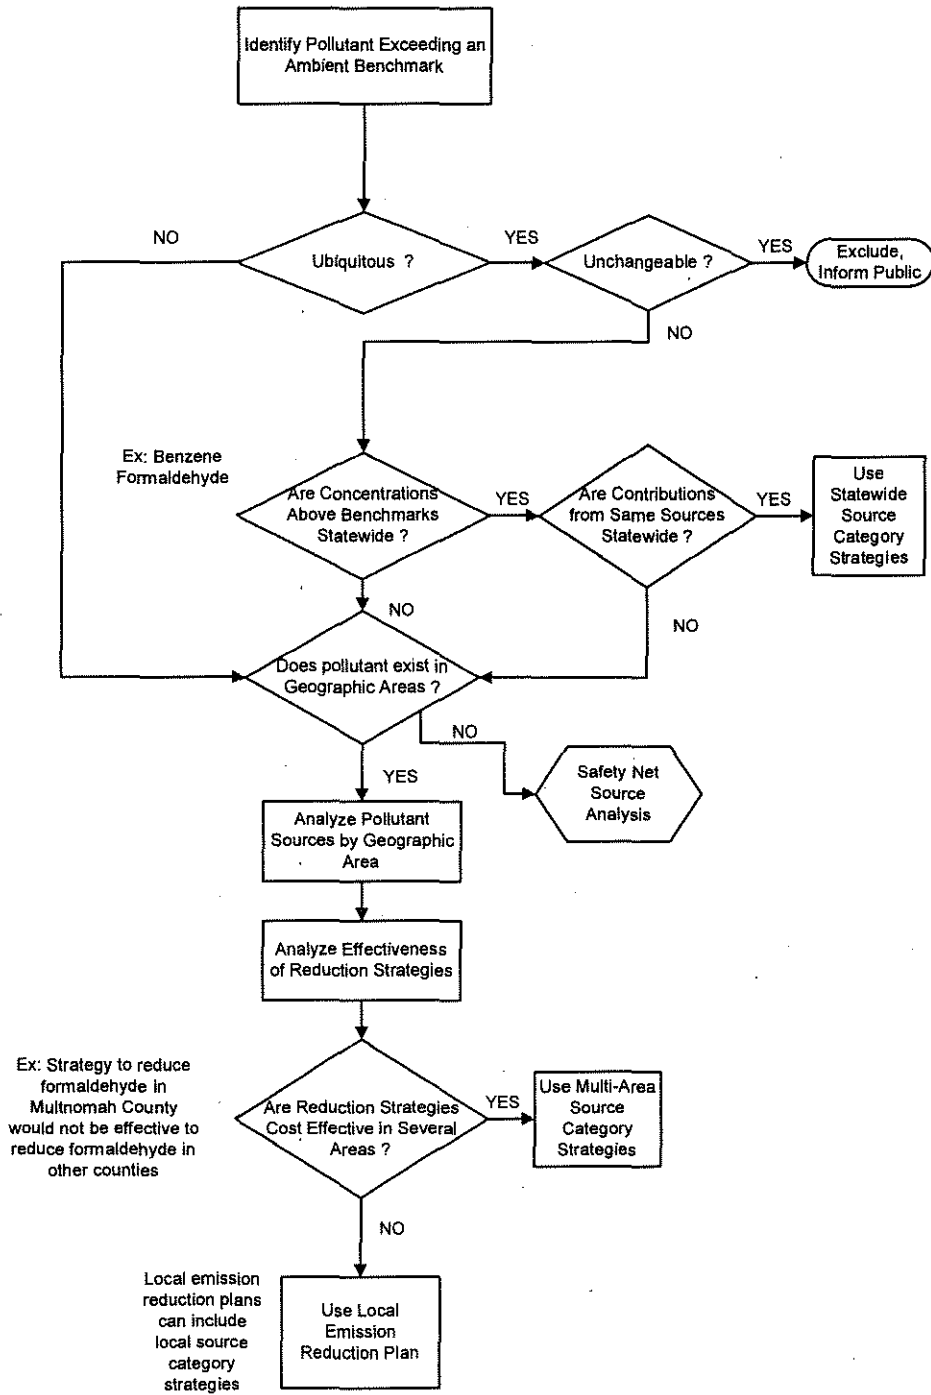 Identify Pollutant Exceeding an
Ambient Benchmark
NO
Ubiquitous ?
YES
Unchangeable ?
YES
Exclude,
Inform Public
NO
Ex: Benzene
Formaldehyde
Are Concentrations
Above Benchmarks
Statewide ?
YES
Are Contributions
from Same Sources
Statewide ?
YES
Use
Statewide
Source
Category
Strategies
NO
NO
Does pollutant exist in
Geographic Areas ?
NO
Safety Net
Source
Analysis
YES
Analyze Pollutant
Sources by Geographic
Area
Analyze Effectiveness
of Reduction Strategies
Ex: Strategy to reduce
formaldehyde in
Multnomah County
would not be effective to
reduce formaldehyde in
other counties
Are Reduction Strategies
Cost Effective in Several
Areas ?
YES
Use Multi-Area
Source
Category
Strategies
NO
Local emission
reduction plans
can include
local source
category
strategies
Use Local
Emission
Reduction Plan